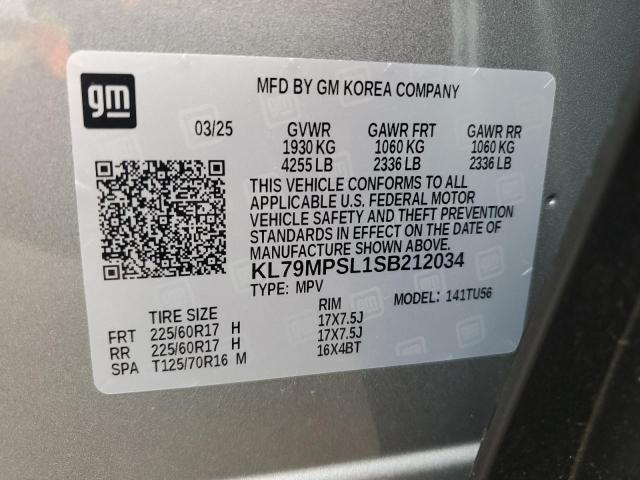 gm
MFD BY GM KOREA COMPANY
03/25 GVWR GAWR FRT GAWR RR
1930 KG 1060 KG 1060 KG
4255 LB 2336 LB 2336 LB
THIS VEHICLE CONFORMS TO ALL
APPLICABLE U.S. FEDERAL MOTOR
VEHICLE SAFETY AND THEFT PREVENTION
STANDARDS IN EFFECT ON THE DATE OF
MANUFACTURE SHOWN ABOVE.
KL79MPSL1SB212034
TYPE: MPV MODEL: 141TU56
TIRE SIZE RIM
FRT 225/60R17 H 17X7.5J
RR 225/60R17 H 17X7.5J
SPA T125/70R16 M 16X4BT